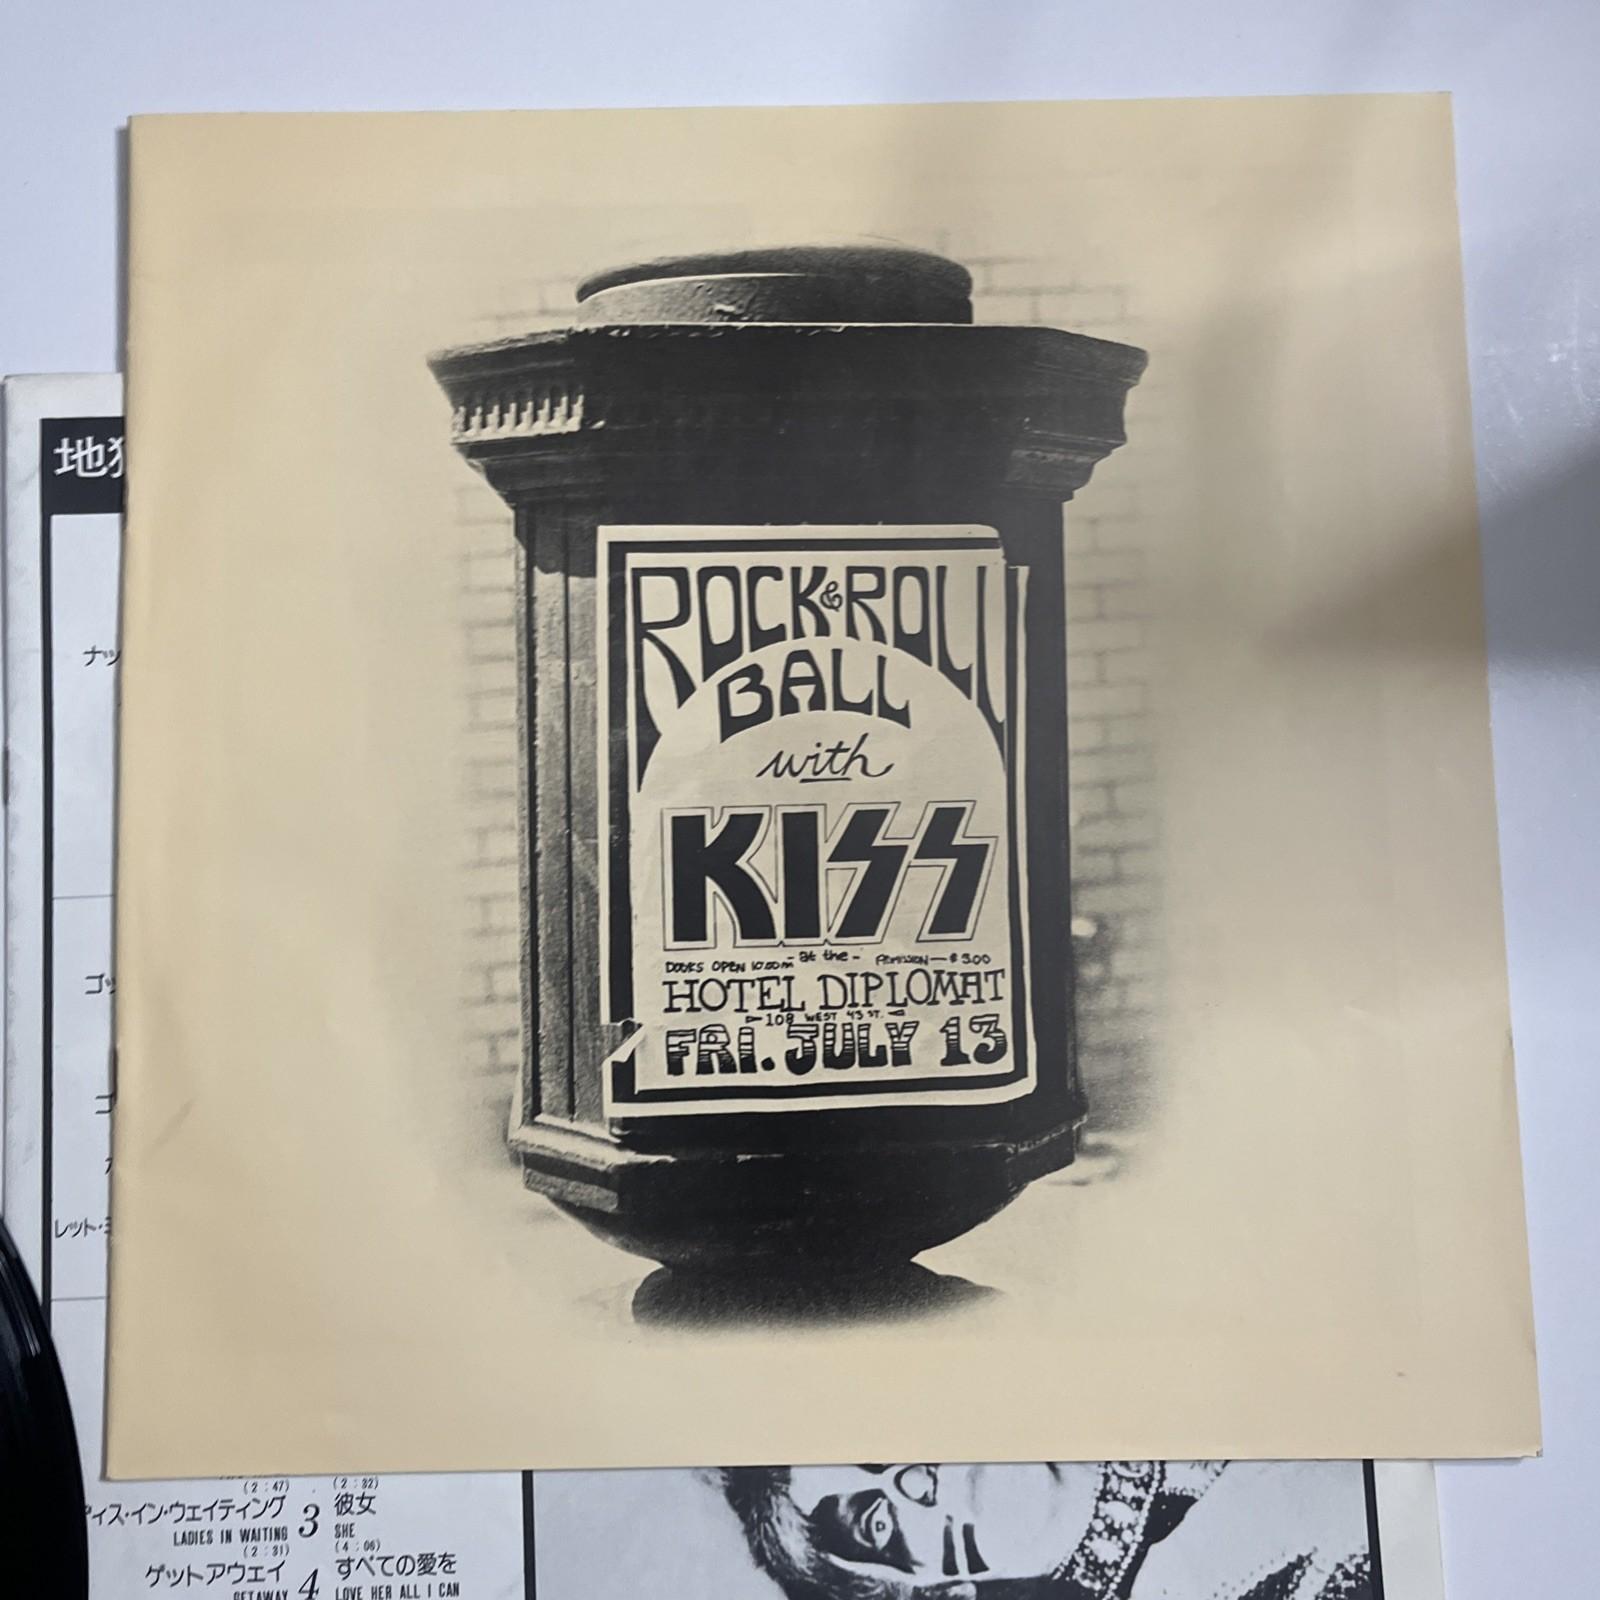 ROCK & ROLL
BALL
with
KISS
DOORS OPEN 10:00 PM - at the - ADMISSION — $3.00
HOTEL DIPLOMAT
108 WEST 43 ST.
FRI. JULY 13
地
ナッ
ゴッ
レット・
(2:47)
ディス・イン・ウェイティング
LADIES IN WAITING
(2:31)
ゲットアウェイ
GETAWAY
3
4
(2:32)
彼女
SHE
(4:06)
すべての愛を
LOVE HER ALL I CAN